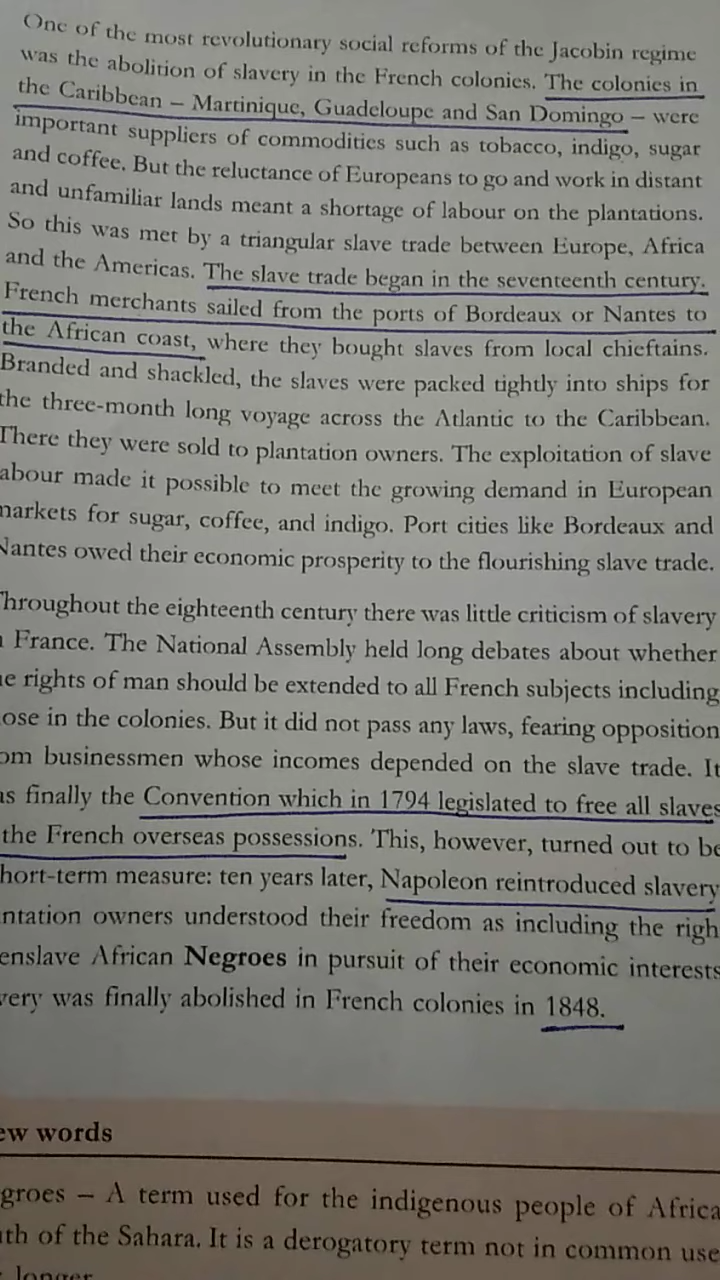 One of the most revolutionary social reforms of the Jacobin regime
was the abolition of slavery in the French colonies. The colonies in
the Caribbean – Martinique, Guadeloupe and San Domingo – were
important suppliers of commodities such as tobacco, indigo, sugar
and coffee. But the reluctance of Europeans to go and work in distant
and unfamiliar lands meant a shortage of labour on the plantations.
So this was met by a triangular slave trade between Europe, Africa
and the Americas. The slave trade began in the seventeenth century.
French merchants sailed from the ports of Bordeaux or Nantes to
the African coast, where they bought slaves from local chieftains.
Branded and shackled, the slaves were packed tightly into ships for
the three-month long voyage across the Atlantic to the Caribbean.
There they were sold to plantation owners. The exploitation of slave
abour made it possible to meet the growing demand in European
narkets for sugar, coffee, and indigo. Port cities like Bordeaux and
Nantes owed their economic prosperity to the flourishing slave trade.
hroughout the eighteenth century there was little criticism of slavery
France. The National Assembly held long debates about whether
e rights of man should be extended to all French subjects including
ose in the colonies. But it did not pass any laws, fearing opposition
om businessmen whose incomes depended on the slave trade. It
as finally the Convention which in 1794 legislated to free all slaves
the French overseas possessions. This, however, turned out to be
hort-term measure: ten years later, Napoleon reintroduced slavery
ntation owners understood their freedom as including the righ
enslave African Negroes in pursuit of their economic interests
very was finally abolished in French colonies in 1848.
ew words
groes – A term used for the indigenous people of Africa
uth of the Sahara. It is a derogatory term not in common use
longer